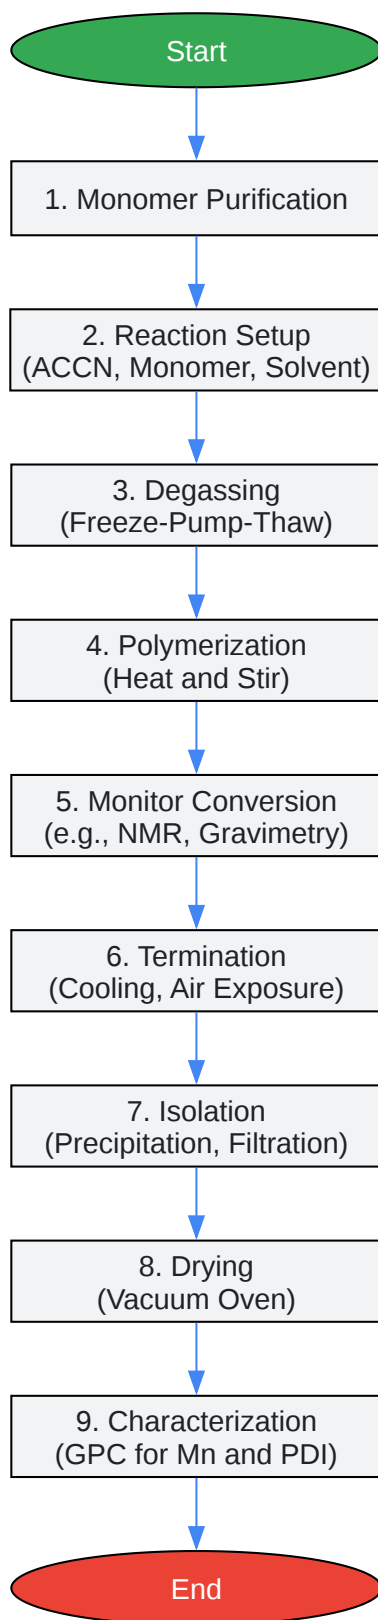 Start
1. Monomer Purification
2. Reaction Setup
(ACCN, Monomer, Solvent)
3. Degassing
(Freeze-Pump-Thaw)
4. Polymerization
(Heat and Stir)
5. Monitor Conversion
(e.g., NMR, Gravimetry)
6. Termination
(Cooling, Air Exposure)
7. Isolation
(Precipitation, Filtration)
8. Drying
(Vacuum Oven)
9. Characterization
(GPC for Mn and PDI)
End